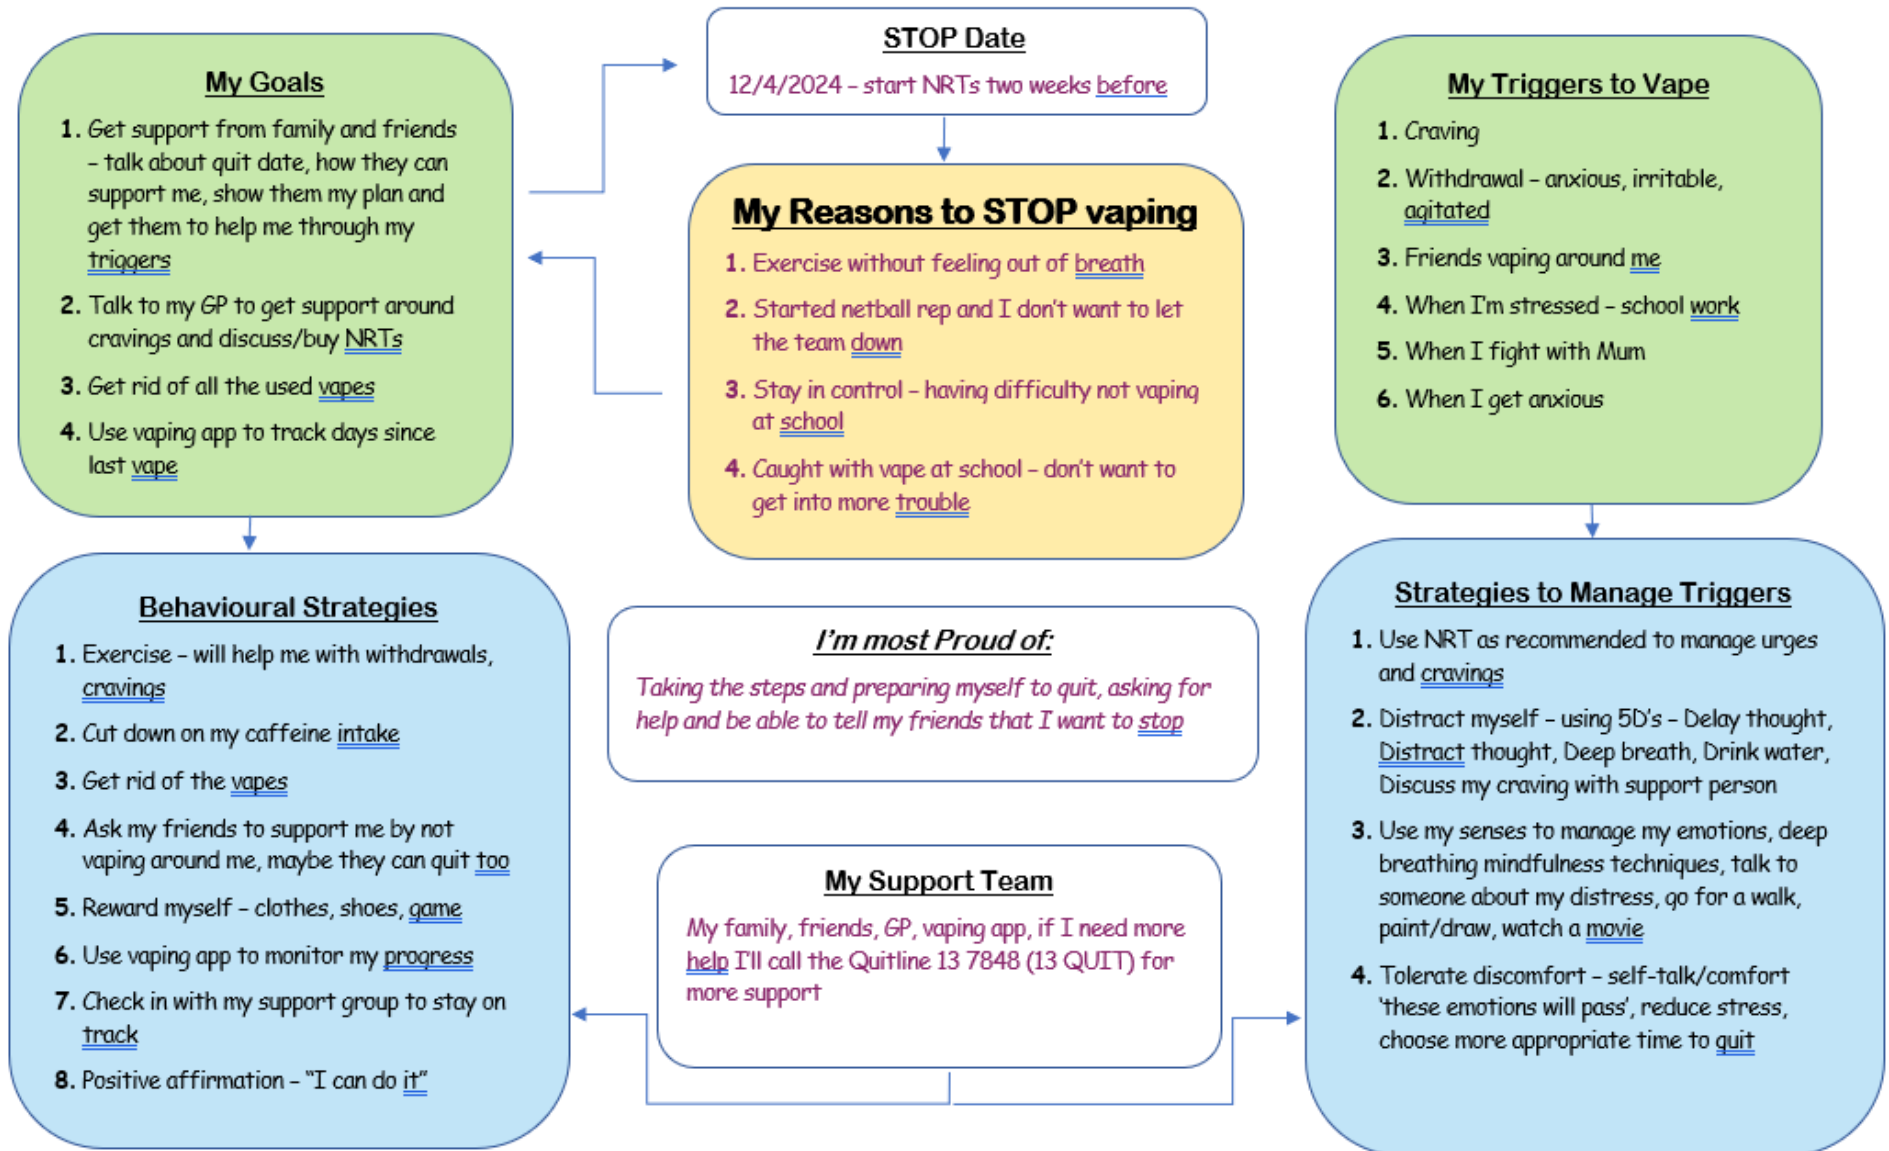 My Goals
1. Get support from family and friends
– talk about quit date, how they can
support me, show them my plan and
get them to help me through my
triggers
2. Talk to my GP to get support around
cravings and discuss/buy NRTs
3. Get rid of all the used vapes
4. Use vaping app to track days since
last vape
STOP Date
12/4/2024 – start NRTs two weeks before
My Reasons to STOP vaping
1. Exercise without feeling out of breath
2. Started netball rep and I don't want to let
the team down
3. Stay in control – having difficulty not vaping
at school
4. Caught with vape at school – don't want to
get into more trouble
My Triggers to Vape
1. Craving
2. Withdrawal – anxious, irritable,
agitated
3. Friends vaping around me
4. When I'm stressed – school work
5. When I fight with Mum
6. When I get anxious
Behavioural Strategies
1. Exercise – will help me with withdrawals,
cravings
2. Cut down on my caffeine intake
3. Get rid of the vapes
4. Ask my friends to support me by not
vaping around me, maybe they can quit too
5. Reward myself – clothes, shoes, game
6. Use vaping app to monitor my progress
7. Check in with my support group to stay on
track
8. Positive affirmation – "I can do it"
I'm most Proud of:
Taking the steps and preparing myself to quit, asking for
help and be able to tell my friends that I want to stop
My Support Team
My family, friends, GP, vaping app, if I need more
help I'll call the Quitline 13 7848 (13 QUIT) for
more support
Strategies to Manage Triggers
1. Use NRT as recommended to manage urges
and cravings
2. Distract myself – using 5D's – Delay thought,
Distract thought, Deep breath, Drink water,
Discuss my craving with support person
3. Use my senses to manage my emotions, deep
breathing mindfulness techniques, talk to
someone about my distress, go for a walk,
paint/draw, watch a movie
4. Tolerate discomfort – self-talk/comfort
'these emotions will pass', reduce stress,
choose more appropriate time to quit